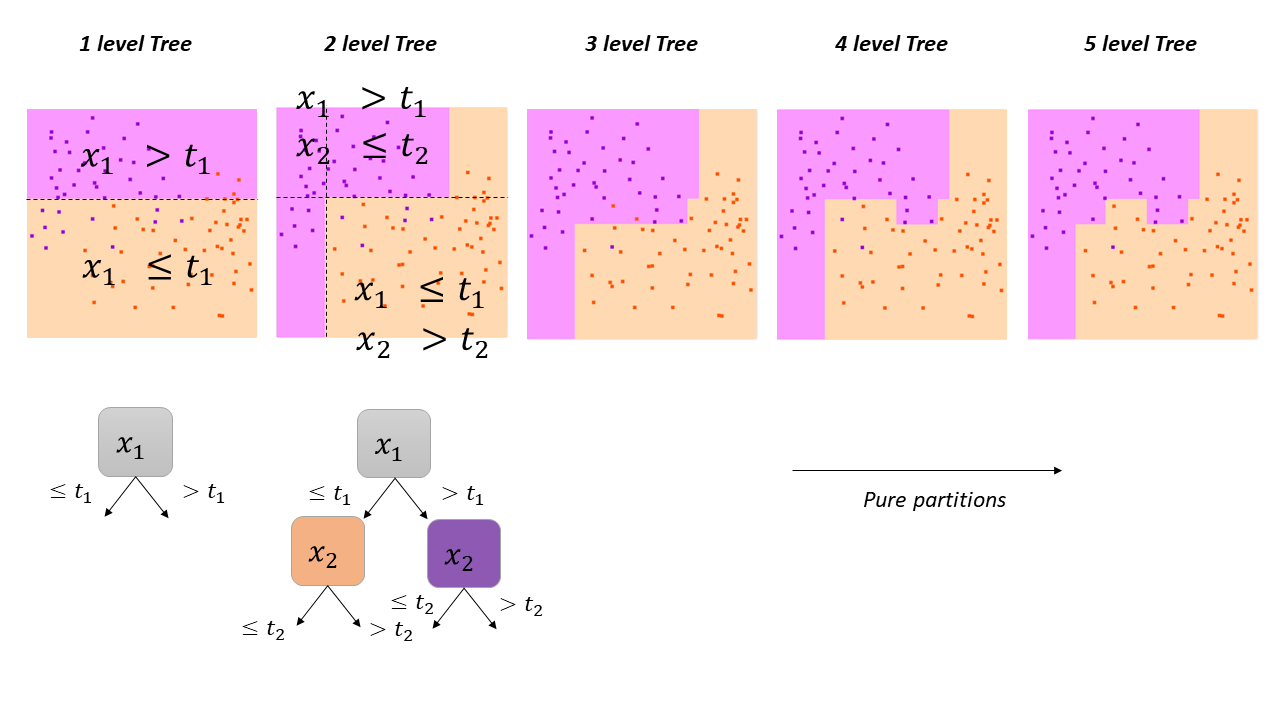 1 level Tree
2 level Tree
3 level Tree
4 level Tree
5 level Tree
x₁ > t₁
x₁ ≤ t₁
x₁ > t₁
x₂ ≤ t₂
x₁ ≤ t₁
x₂ > t₂
x₁
≤ t₁
> t₁
x₁
≤ t₁
> t₁
x₂
x₂
≤ t₂
> t₂
≤ t₂
> t₂
Pure partitions